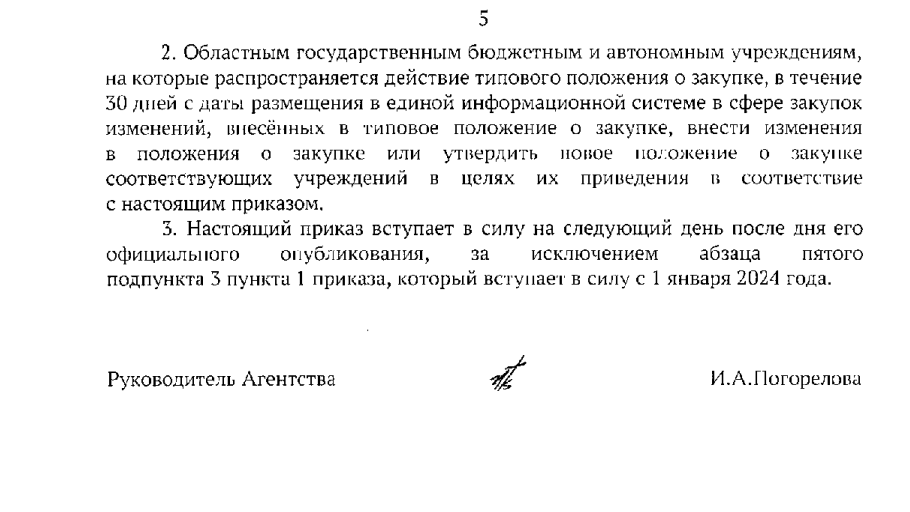 5
2. Областным государственным бюджетным и автономным учреждениям,
на которые распространяется действие типового положения о закупке, в течение
30 дней с даты размещения в единой информационной системе в сфере закупок
изменений, внесённых в типовое положение о закупке, внести изменения
в положения о закупке или утвердить новое положение о закупке
соответствующих учреждений в целях их приведения в соответствие
с настоящим приказом.
3. Настоящий приказ вступает в силу на следующий день после дня его
официального опубликования, за исключением абзаца пятого
подпункта 3 пункта 1 приказа, который вступает в силу с 1 января 2024 года.
Руководитель Агентства И.А.Погорелова